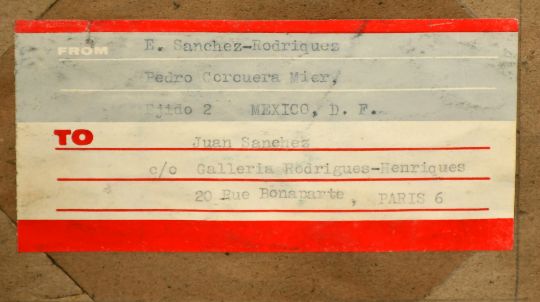 FROM E. Sanchez-Rodriquez
Pedro Corcuera Mier,
Ejido 2 MEXICO, D. F.
TO Juan Sanchez
c/o Galleria Rodrigues-Henriques
20 Rue Bonaparte, PARIS 6